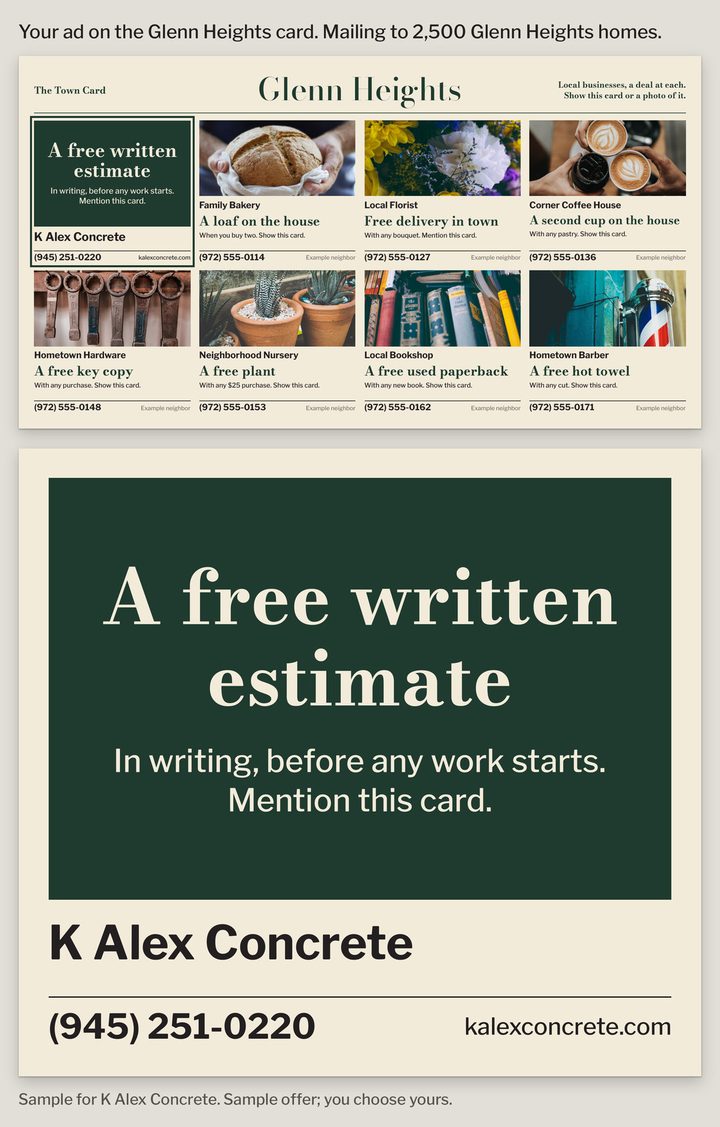 Your ad on the Glenn Heights card. Mailing to 2,500 Glenn Heights homes.
The Town Card
Glenn Heights
Local businesses, a deal at each.
Show this card or a photo of it.
A free written
estimate
In writing, before any work starts.
Mention this card.
K Alex Concrete
(945) 251-0220
kalexconcrete.com
Family Bakery
A loaf on the house
When you buy two. Show this card.
(972) 555-0114
Example neighbor
Local Florist
Free delivery in town
With any bouquet. Mention this card.
(972) 555-0127
Example neighbor
Corner Coffee House
A second cup on the house
With any pastry. Show this card.
(972) 555-0136
Example neighbor
Hometown Hardware
A free key copy
With any purchase. Show this card.
(972) 555-0148
Example neighbor
Neighborhood Nursery
A free plant
With any $25 purchase. Show this card.
(972) 555-0153
Example neighbor
Local Bookshop
A free used paperback
With any new book. Show this card.
(972) 555-0162
Example neighbor
Hometown Barber
A free hot towel
With any cut. Show this card.
(972) 555-0171
Example neighbor
A free written
estimate
In writing, before any work starts.
Mention this card.
K Alex Concrete
(945) 251-0220
kalexconcrete.com
Sample for K Alex Concrete. Sample offer; you choose yours.